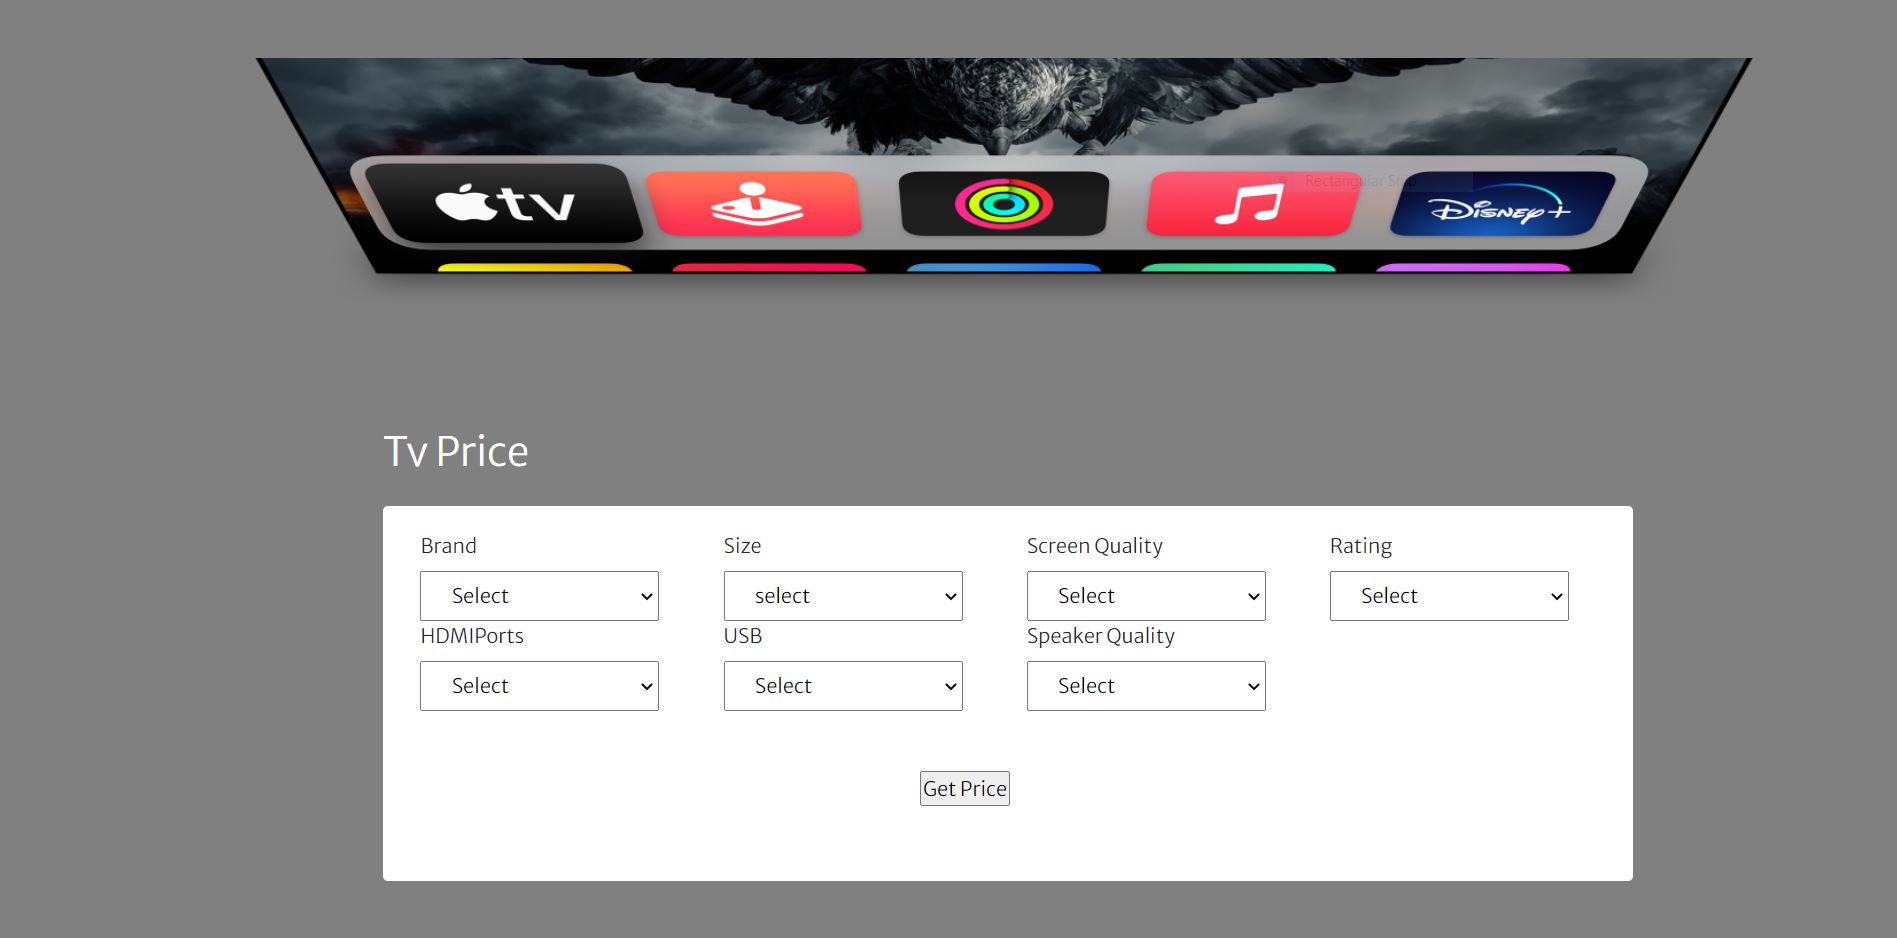 tv
Disney+
Rectangular Snip
Tv Price
Brand
Size
Screen Quality
Rating
Select
select
Select
Select
HDMIPorts
USB
Speaker Quality
Select
Select
Select
Get Price